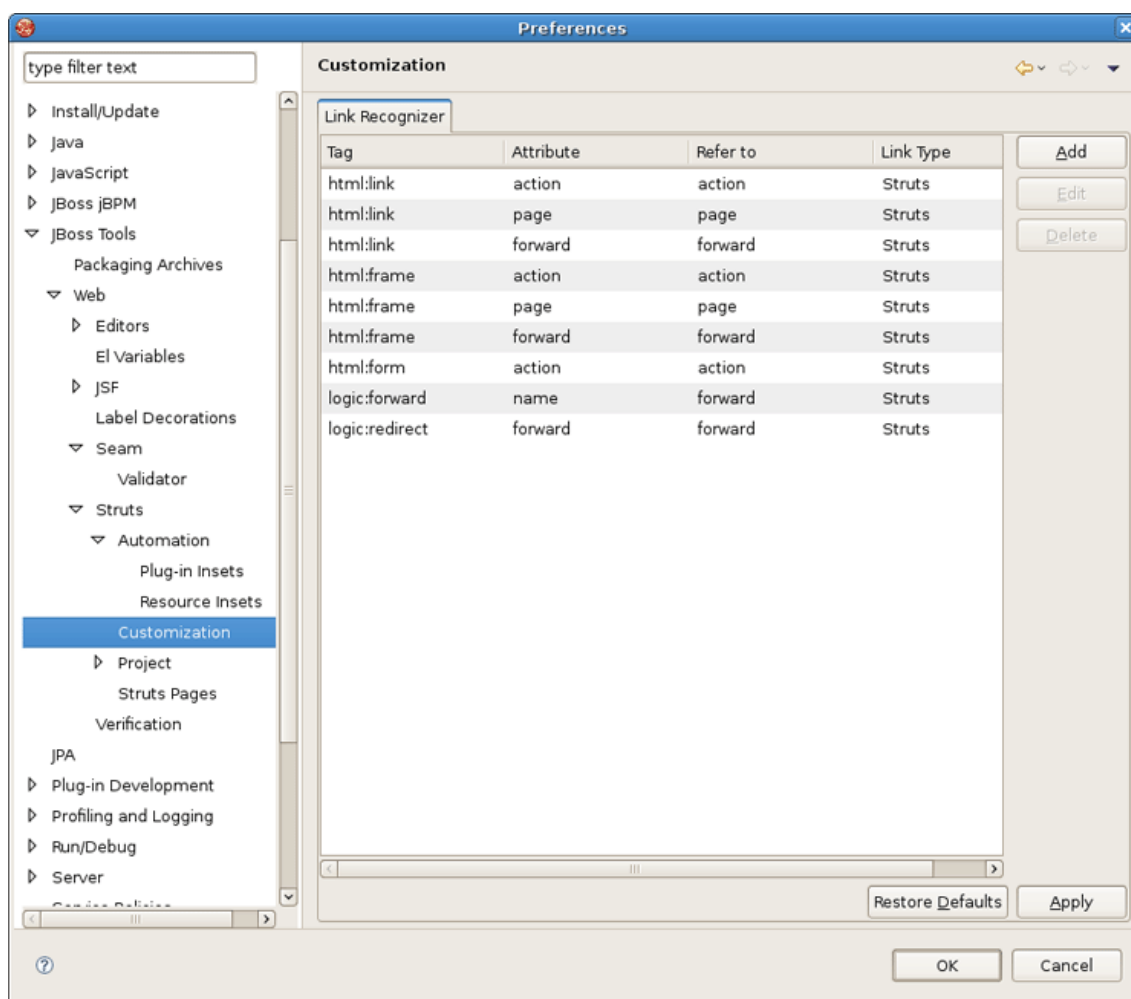 Preferences
type filter text
Customization
Install/Update
Java
JavaScript
JBoss jBPM
JBoss Tools
Packaging Archives
Web
Editors
El Variables
JSF
Label Decorations
Seam
Validator
Struts
Automation
Plug-in Insets
Resource Insets
Customization
Project
Struts Pages
Verification
JPA
Plug-in Development
Profiling and Logging
Run/Debug
Server
Link Recognizer
Tag Attribute Refer to Link Type
html:link action action Struts
html:link page page Struts
html:link forward forward Struts
html:frame action action Struts
html:frame page page Struts
html:frame forward forward Struts
html:form action action Struts
logic:forward name forward Struts
logic:redirect forward forward Struts
Add
Edit
Delete
Restore Defaults Apply
OK Cancel